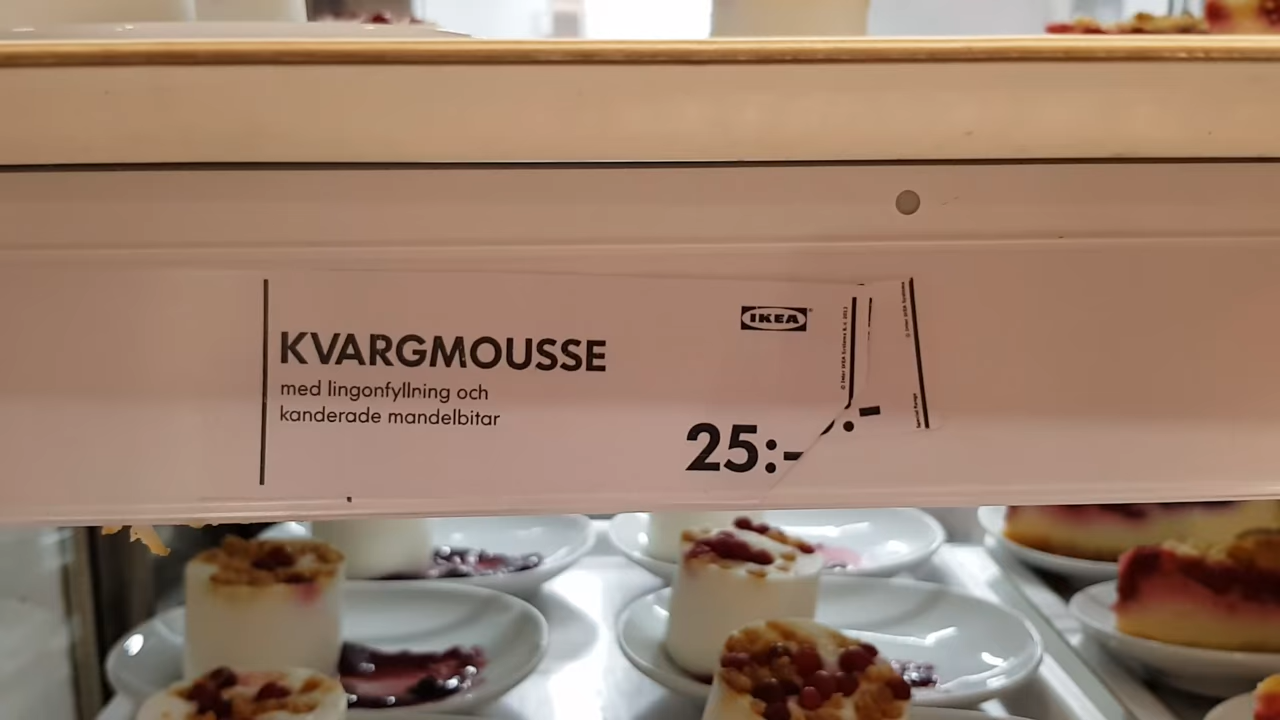 IKEA
KVARGMOUSSE
med lingonfyllning och
kanderade mandelbitar
25:-